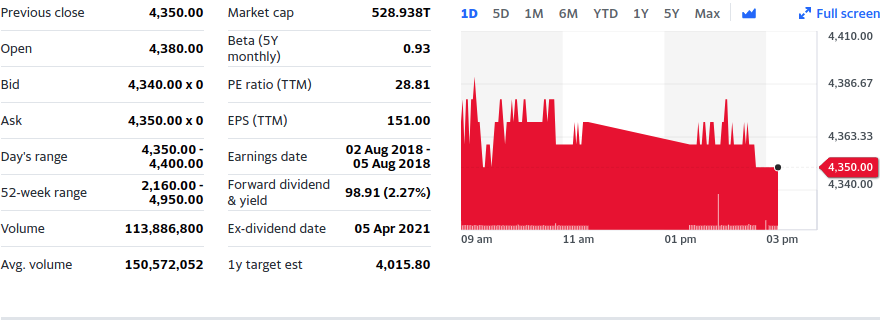 Previous close 4,350.00
Open 4,380.00
Bid 4,340.00 x 0
Ask 4,350.00 x 0
Day's range 4,350.00 -
4,400.00
52-week range 2,160.00 -
4,950.00
Volume 113,886,800
Avg. volume 150,572,052
Market cap 528.938T
Beta (5Y
monthly) 0.93
PE ratio (TTM) 28.81
EPS (TTM) 151.00
Earnings date 02 Aug 2018 -
05 Aug 2018
Forward dividend
& yield 98.91 (2.27%)
Ex-dividend date 05 Apr 2021
1y target est 4,015.80
1D 5D 1M 6M YTD 1Y 5Y Max Full screen
4,410.00
4,386.67
4,363.33
4,350.00
4,340.00
09 am 11 am 01 pm 03 pm